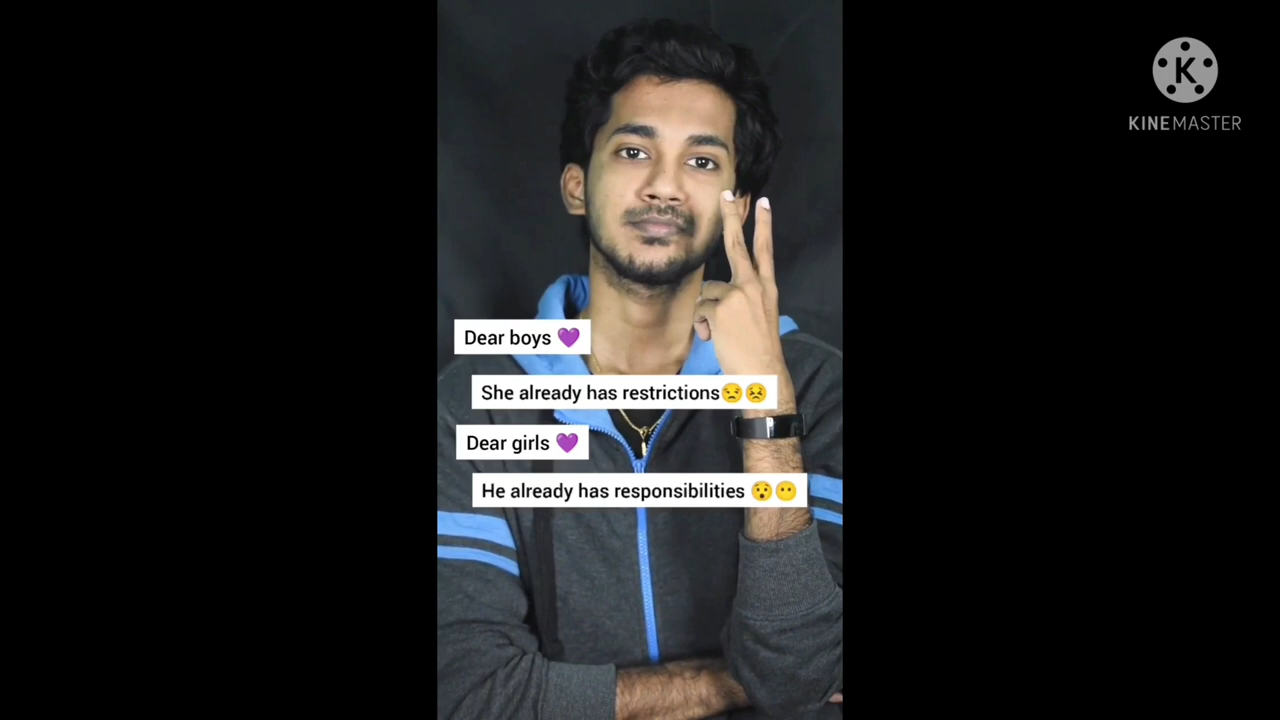 Dear boys 💜
She already has restrictions😒😣
Dear girls 💜
He already has responsibilities 😯😶
K
KINEMASTER